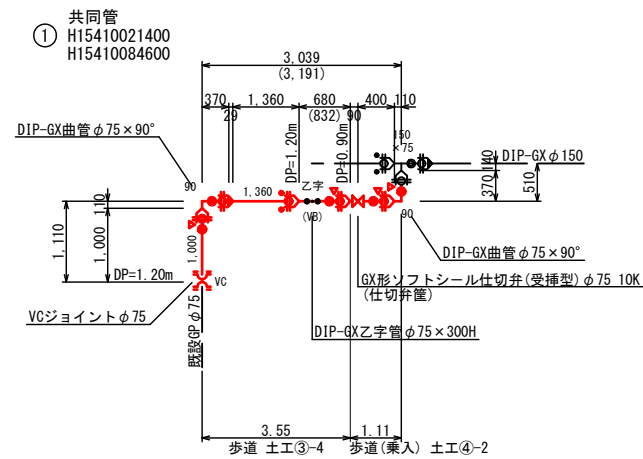 共同管
① H15410021400
H15410084600
3,039
(3,191)
370 1,360 680 400 110
29 (832) 90
DIP-GX曲管φ75×90°
DP=1.20m
DP=0.90m
150
×75
DIP-GXφ150
90
1,360
乙字
(VB)
140
370
510
110
1,000
1,110
1,000
90
DIP-GX曲管φ75×90°
DP=1.20m
VC
GX形ソフトシール仕切弁(受挿型)φ75 10K
(仕切弁筐)
VCジョイントφ75
既設GPφ75
DIP-GX乙字管φ75×300H
3.55 1.11
歩道 土工③-4 歩道(乗入) 土工④-2